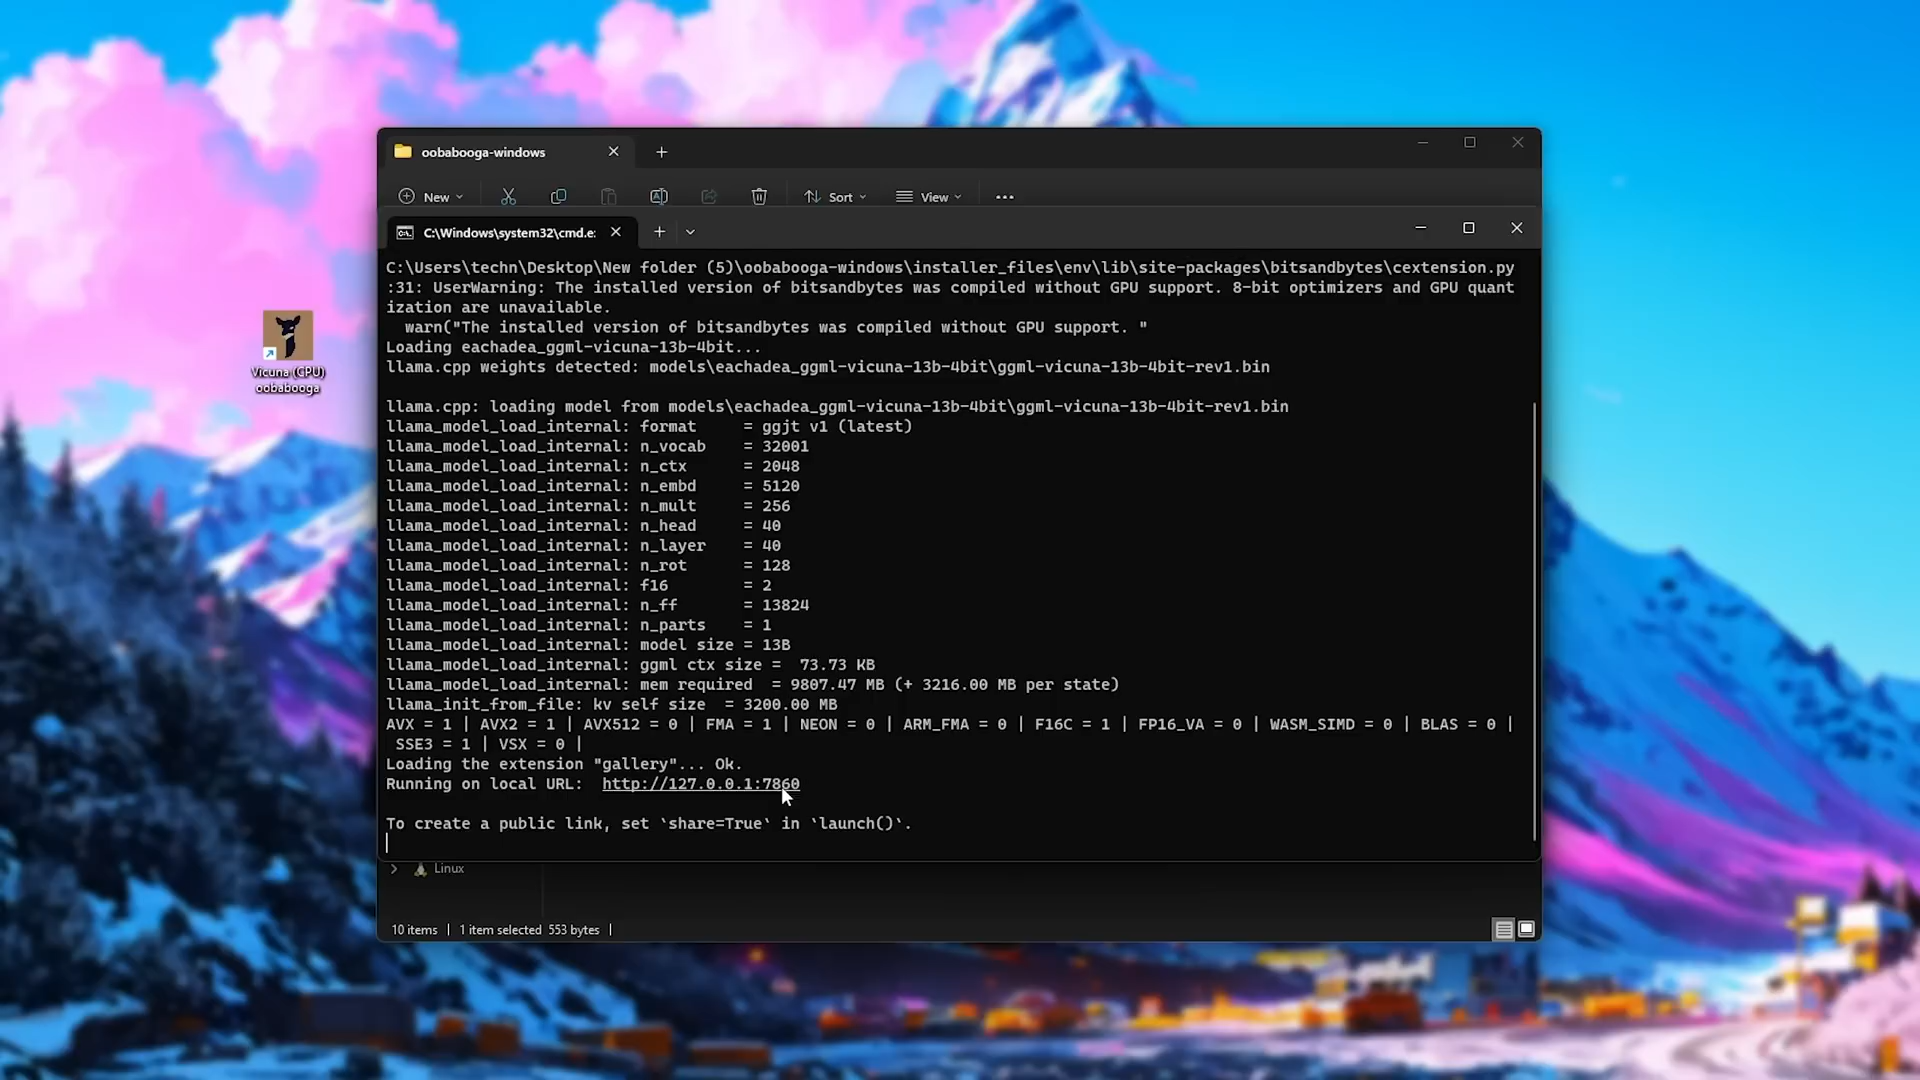 oobabooga-windows
New
Sort
View
C:\Windows\system32\cmd.e:
C:\Users\techn\Desktop\New folder (5)\oobabooga-windows\installer_files\env\lib\site-packages\bitsandbytes\cextension.py
:31: UserWarning: The installed version of bitsandbytes was compiled without GPU support. 8-bit optimizers and GPU quant
ization are unavailable.
warn("The installed version of bitsandbytes was compiled without GPU support. "
Loading eachadea_ggml-vicuna-13b-4bit...
llama.cpp weights detected: models\eachadea_ggml-vicuna-13b-4bit\ggml-vicuna-13b-4bit-rev1.bin
llama.cpp: loading model from models\eachadea_ggml-vicuna-13b-4bit\ggml-vicuna-13b-4bit-rev1.bin
llama_model_load_internal: format     = ggjt v1 (latest)
llama_model_load_internal: n_vocab    = 32001
llama_model_load_internal: n_ctx      = 2048
llama_model_load_internal: n_embd     = 5120
llama_model_load_internal: n_mult     = 256
llama_model_load_internal: n_head     = 40
llama_model_load_internal: n_layer    = 40
llama_model_load_internal: n_rot      = 128
llama_model_load_internal: f16        = 2
llama_model_load_internal: n_ff       = 13824
llama_model_load_internal: n_parts    = 1
llama_model_load_internal: model size = 13B
llama_model_load_internal: ggml ctx size =  73.73 KB
llama_model_load_internal: mem required  = 9807.47 MB (+ 3216.00 MB per state)
llama_init_from_file: kv self size  = 3200.00 MB
AVX = 1 | AVX2 = 1 | AVX512 = 0 | FMA = 1 | NEON = 0 | ARM_FMA = 0 | F16C = 1 | FP16_VA = 0 | WASM_SIMD = 0 | BLAS = 0 |
SSE3 = 1 | VSX = 0 |
Loading the extension "gallery"... Ok.
Running on local URL:  http://127.0.0.1:7860
To create a public link, set `share=True` in `launch()`.
Linux
10 items | 1 item selected 553 bytes |
Vicuna (CPU)
oobabooga